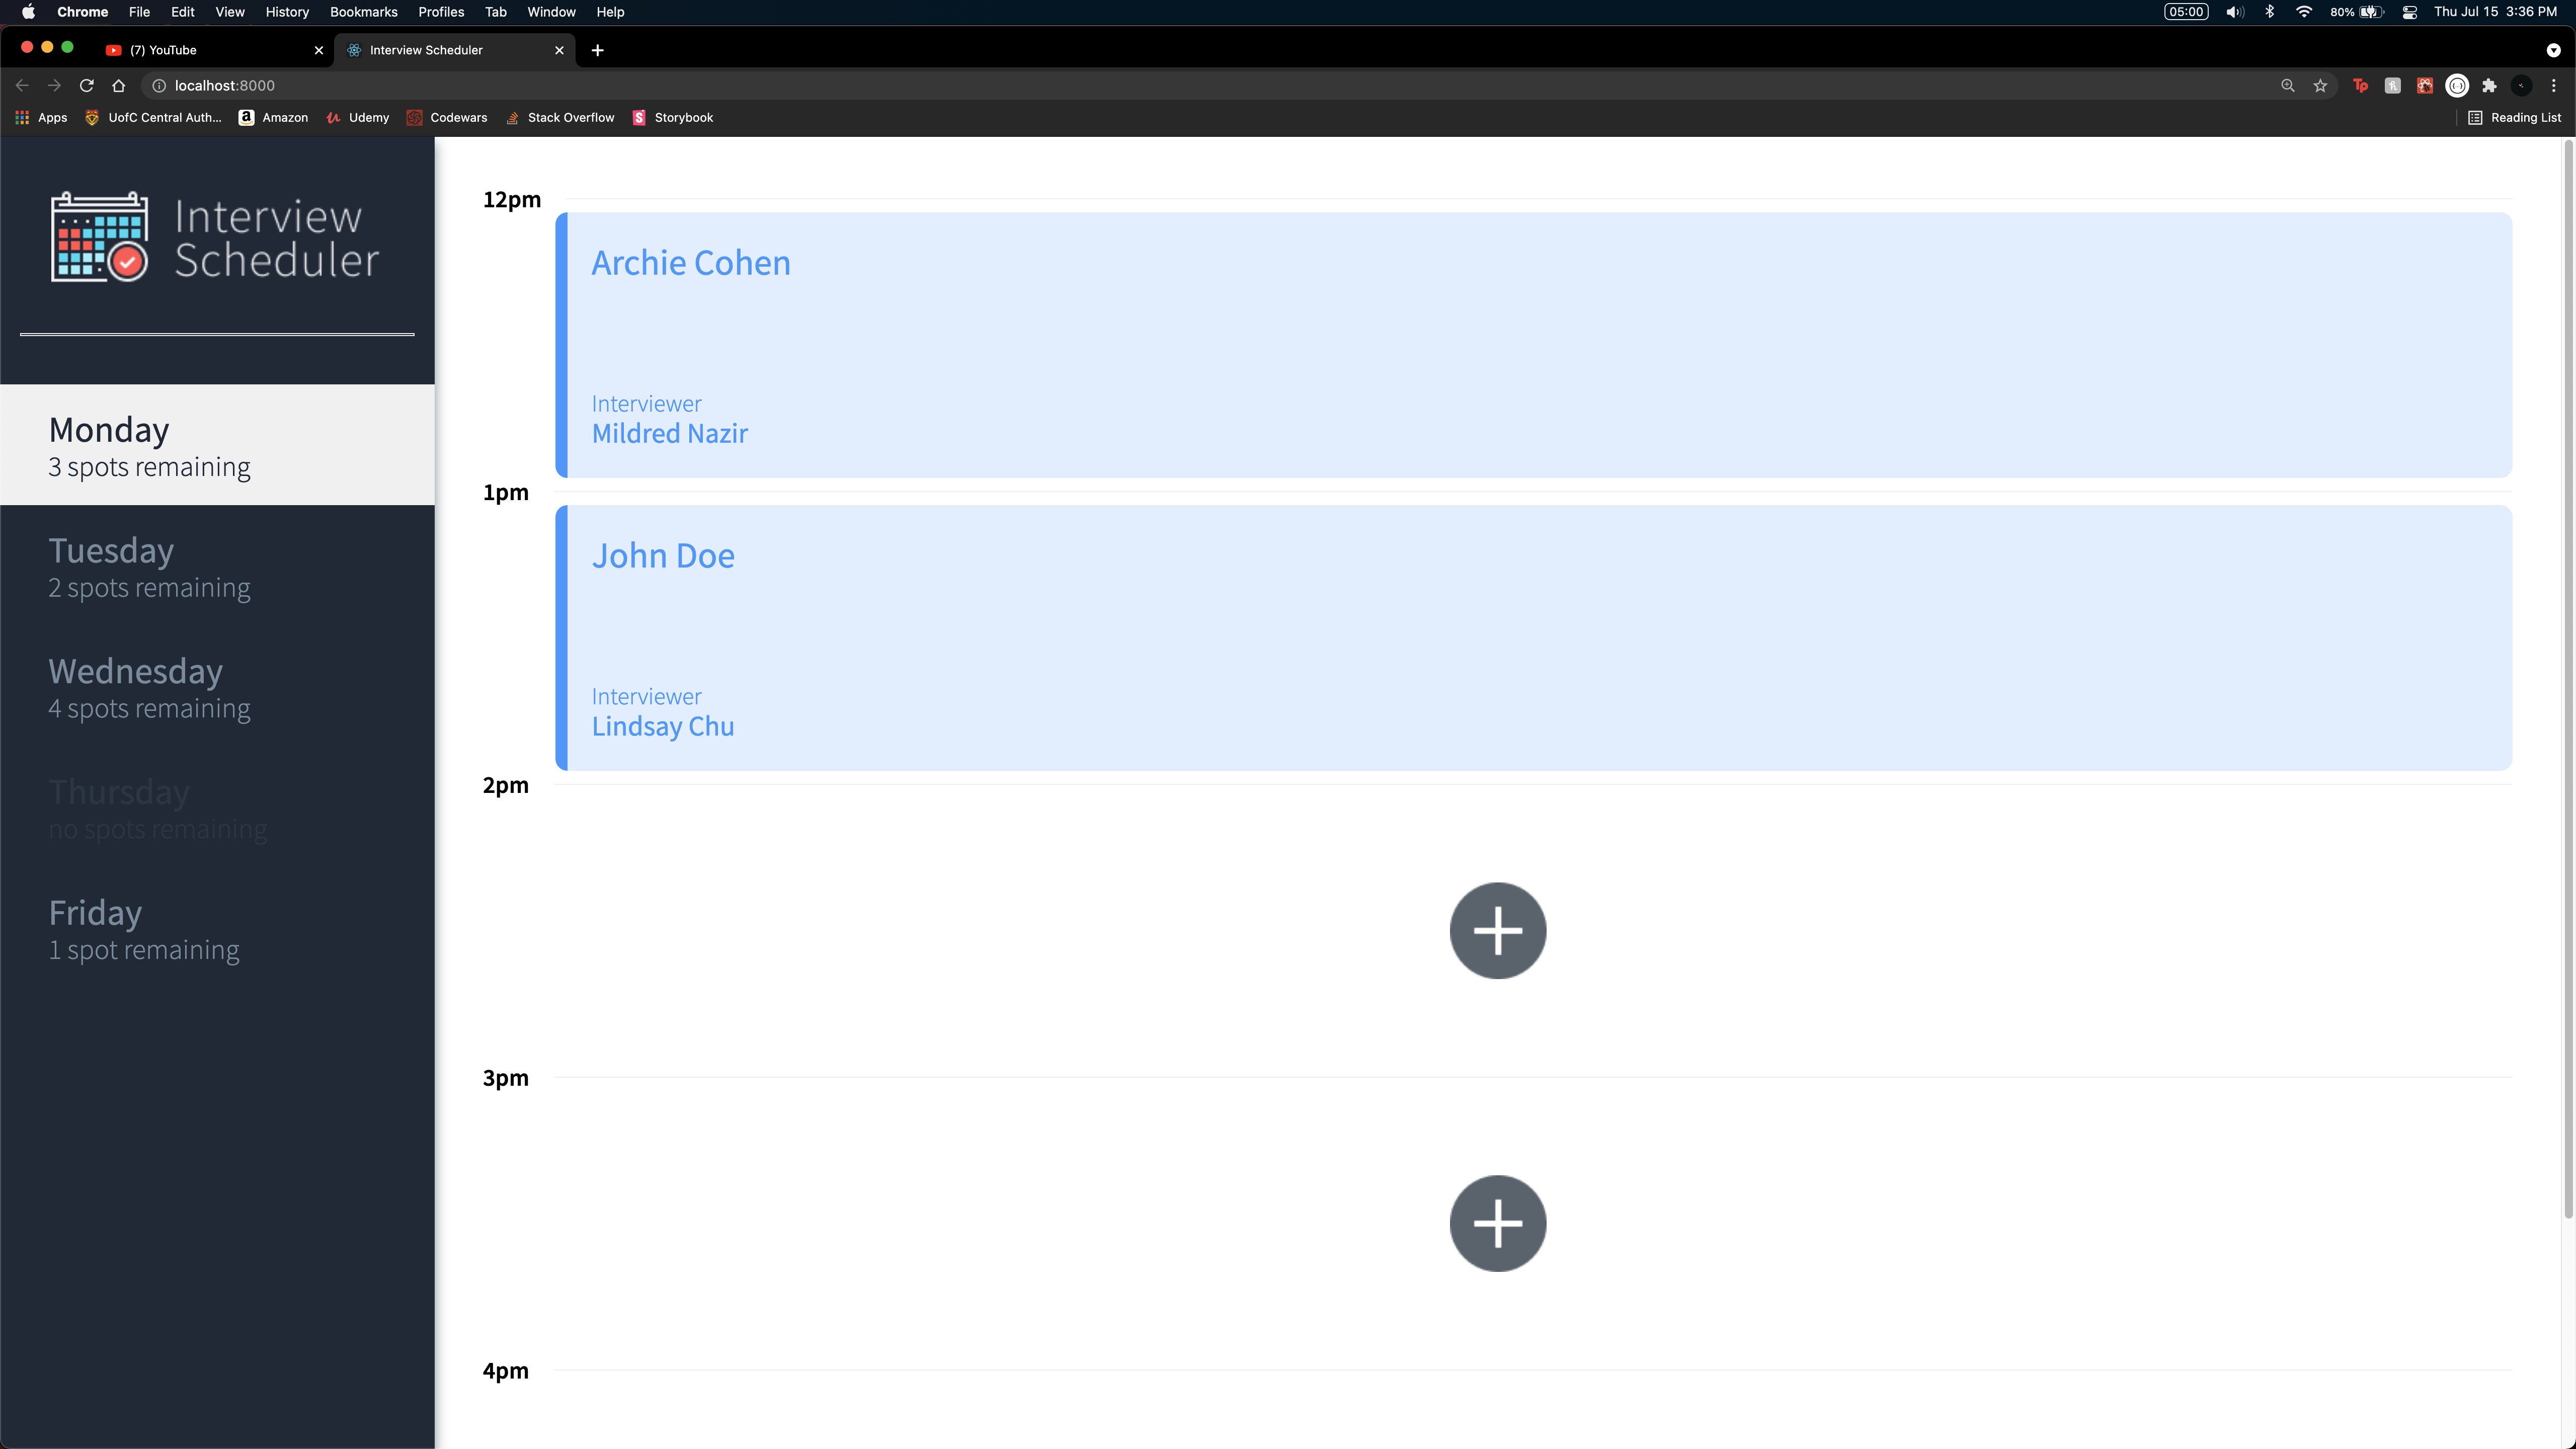 Chrome File Edit View History Bookmarks Profiles Tab Window Help 05:00 80% Thu Jul 15 3:36 PM
(7) YouTube Interview Scheduler
localhost:8000
Apps UofC Central Auth... Amazon Udemy Codewars Stack Overflow Storybook Reading List
Interview
Scheduler
Monday
3 spots remaining
Tuesday
2 spots remaining
Wednesday
4 spots remaining
Thursday
no spots remaining
Friday
1 spot remaining
12pm
Archie Cohen
Interviewer
Mildred Nazir
1pm
John Doe
Interviewer
Lindsay Chu
2pm
3pm
4pm